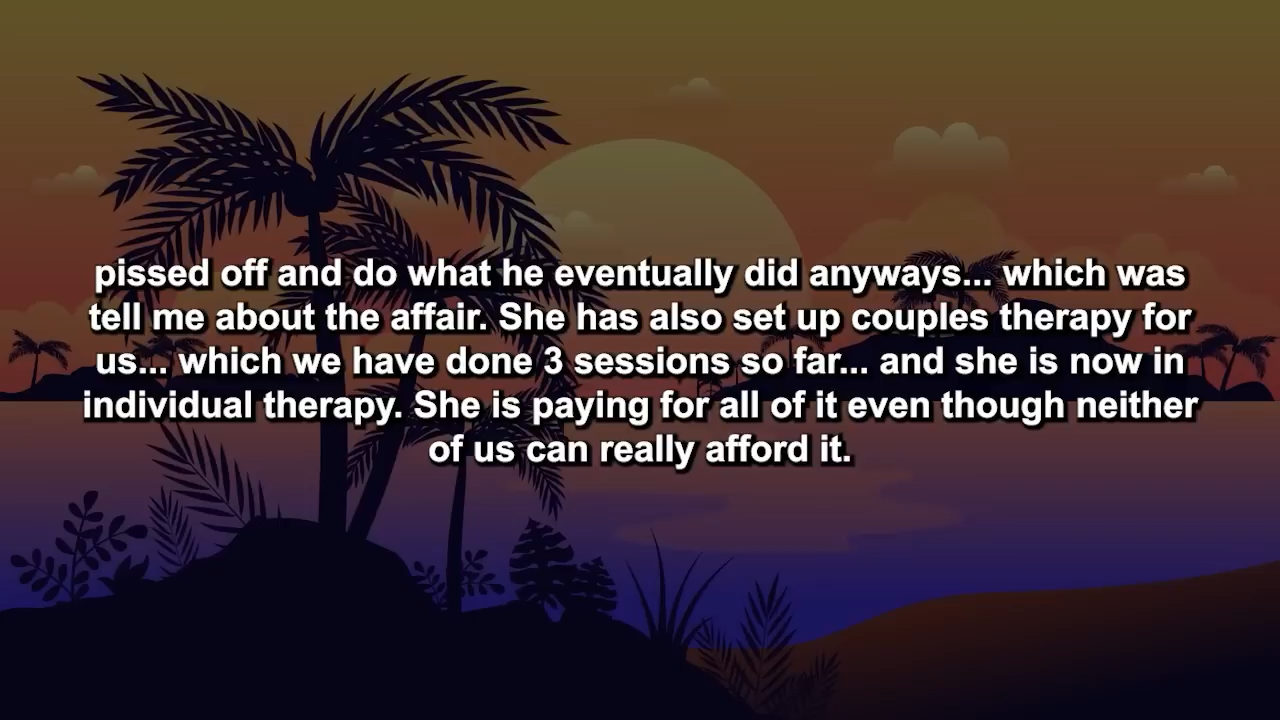 pissed off and do what he eventually did anyways... which was
tell me about the affair. She has also set up couples therapy for
us... which we have done 3 sessions so far... and she is now in
individual therapy. She is paying for all of it even though neither
of us can really afford it.